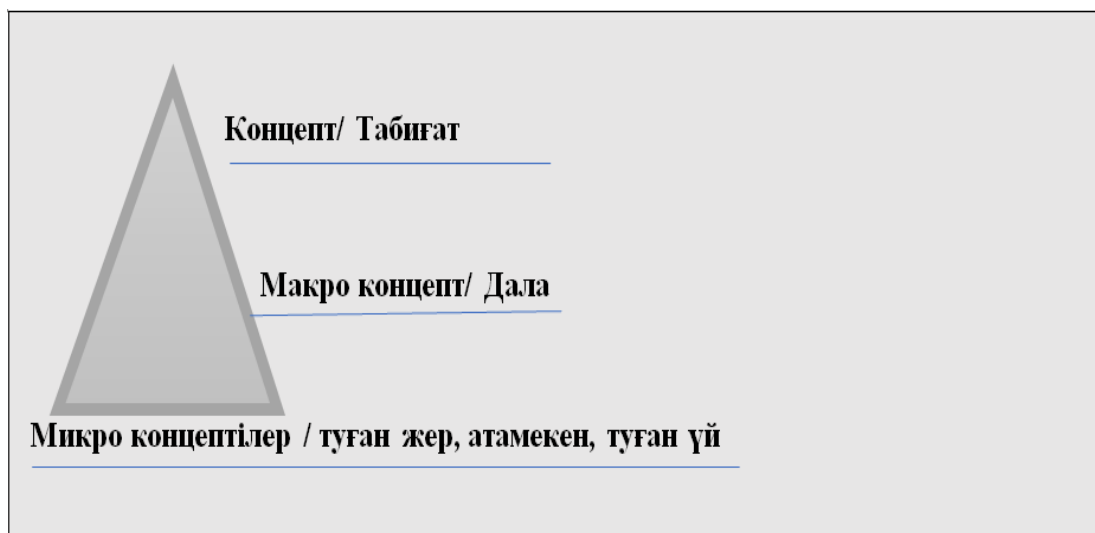 Концепт/ Табиғат
Макро концепт/ Дала
Микро концептілер / туған жер, атамекен, туған үй